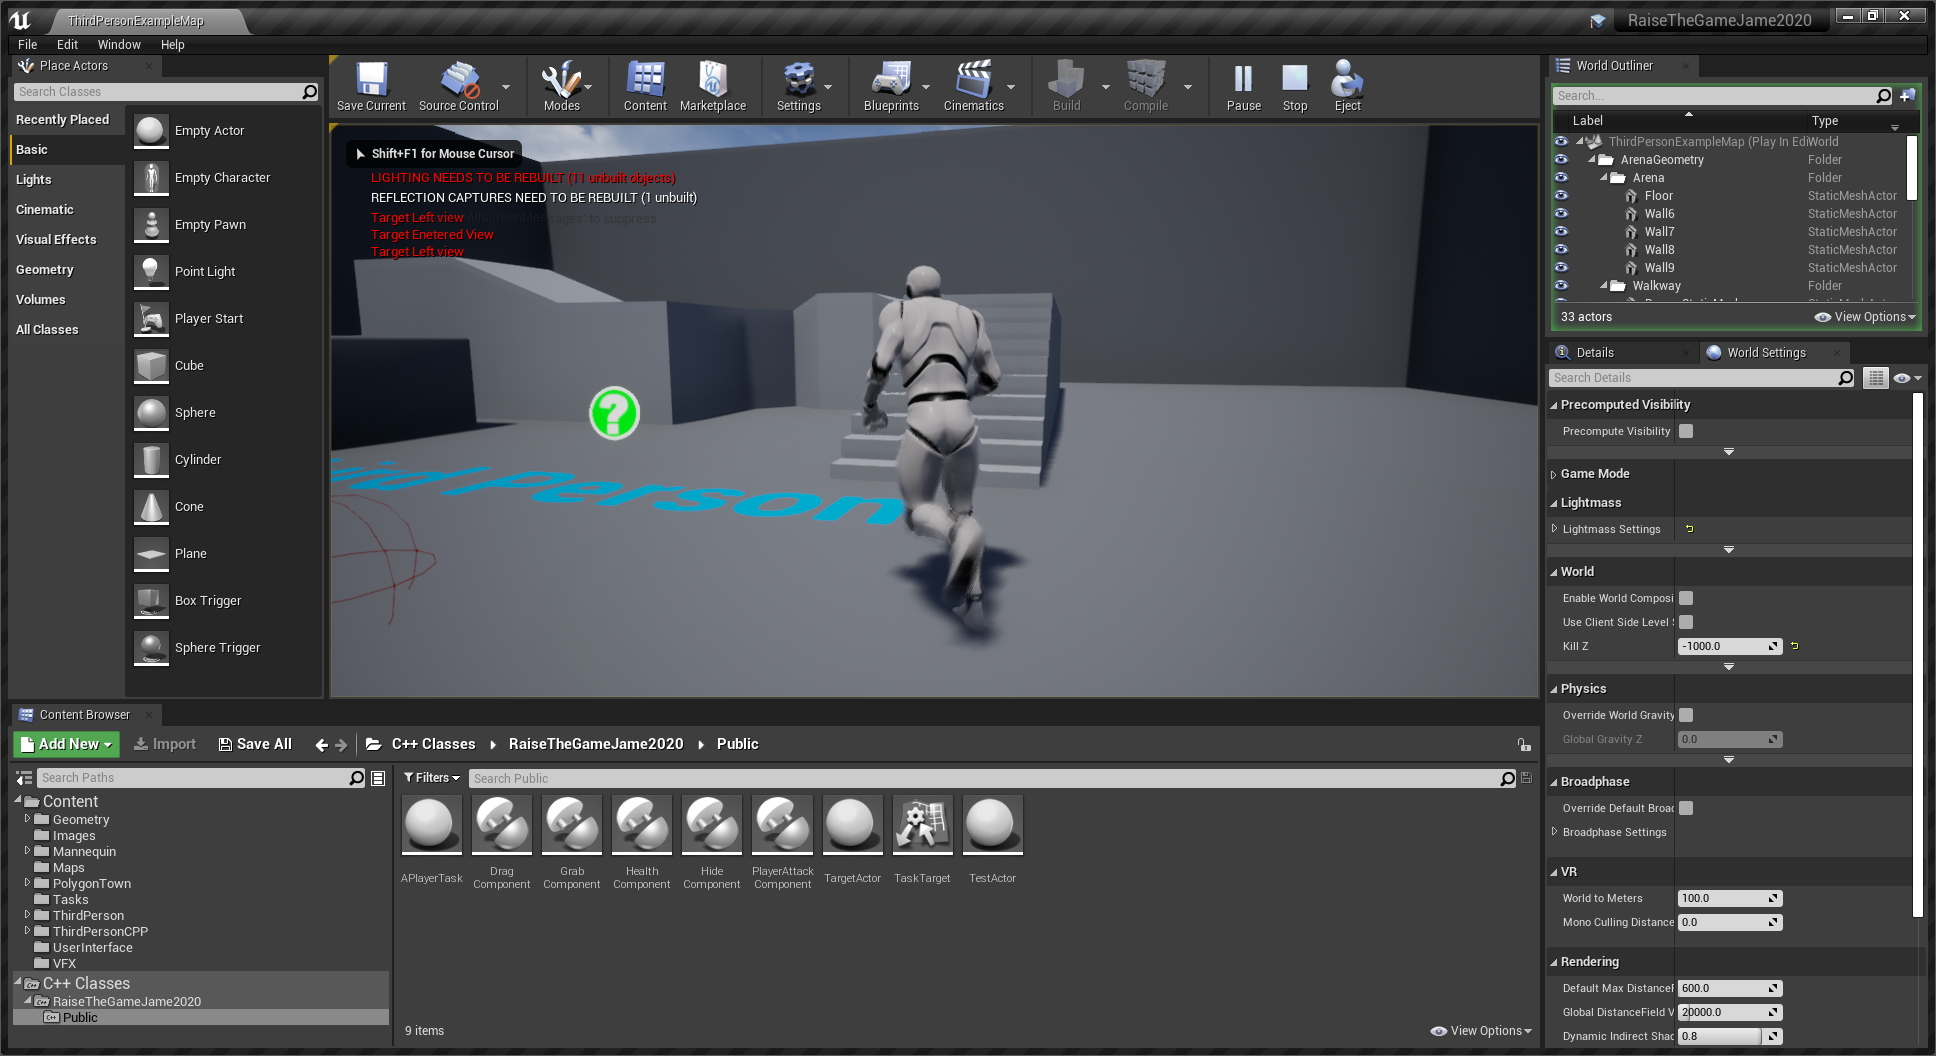 ThirdPersonExampleMap
RaiseTheGameJame2020
File Edit Window Help
Place Actors
Search Classes
Recently Placed
Basic
Lights
Cinematic
Visual Effects
Geometry
Volumes
All Classes
Empty Actor
Empty Character
Empty Pawn
Point Light
Player Start
Cube
Sphere
Cylinder
Cone
Plane
Box Trigger
Sphere Trigger
Save Current
Source Control
Modes
Content
Marketplace
Settings
Blueprints
Cinematics
Build
Compile
Pause
Stop
Eject
Shift+F1 for Mouse Cursor
LIGHTING NEEDS TO BE REBUILT (11 unbuilt objects)
REFLECTION CAPTURES NEED TO BE REBUILT (1 unbuilt)
Target Left view AllScreenMessages' to suppress
Target Enetered View
Target Left view
Person
World Outliner
Search...
Label Type
ThirdPersonExampleMap (Play In Edi World
ArenaGeometry Folder
Arena Folder
Floor StaticMeshActor
Wall6 StaticMeshActor
Wall7 StaticMeshActor
Wall8 StaticMeshActor
Wall9 StaticMeshActor
Walkway Folder
33 actors View Options
Details
World Settings
Search Details
Precomputed Visibility
Precompute Visibility
Game Mode
Lightmass
Lightmass Settings
World
Enable World Composi
Use Client Side Level
Kill Z -1000.0
Physics
Override World Gravity
Global Gravity Z 0.0
Broadphase
Override Default Broad
Broadphase Settings
VR
World to Meters 100.0
Mono Culling Distance 0.0
Rendering
Default Max DistanceF 600.0
Global DistanceField V 20000.0
Dynamic Indirect Shad 0.8
Content Browser
Add New Import Save All C++ Classes RaiseTheGameJame2020 Public
Search Paths
Filters Search Public
Content
Geometry
Images
Mannequin
Maps
PolygonTown
Tasks
ThirdPerson
ThirdPersonCPP
UserInterface
VFX
C++ Classes
RaiseTheGameJame2020
Public
APlayerTask
Drag
Component
Grab
Component
Health
Component
Hide
Component
PlayerAttack
Component
TargetActor
TaskTarget
TestActor
9 items View Options